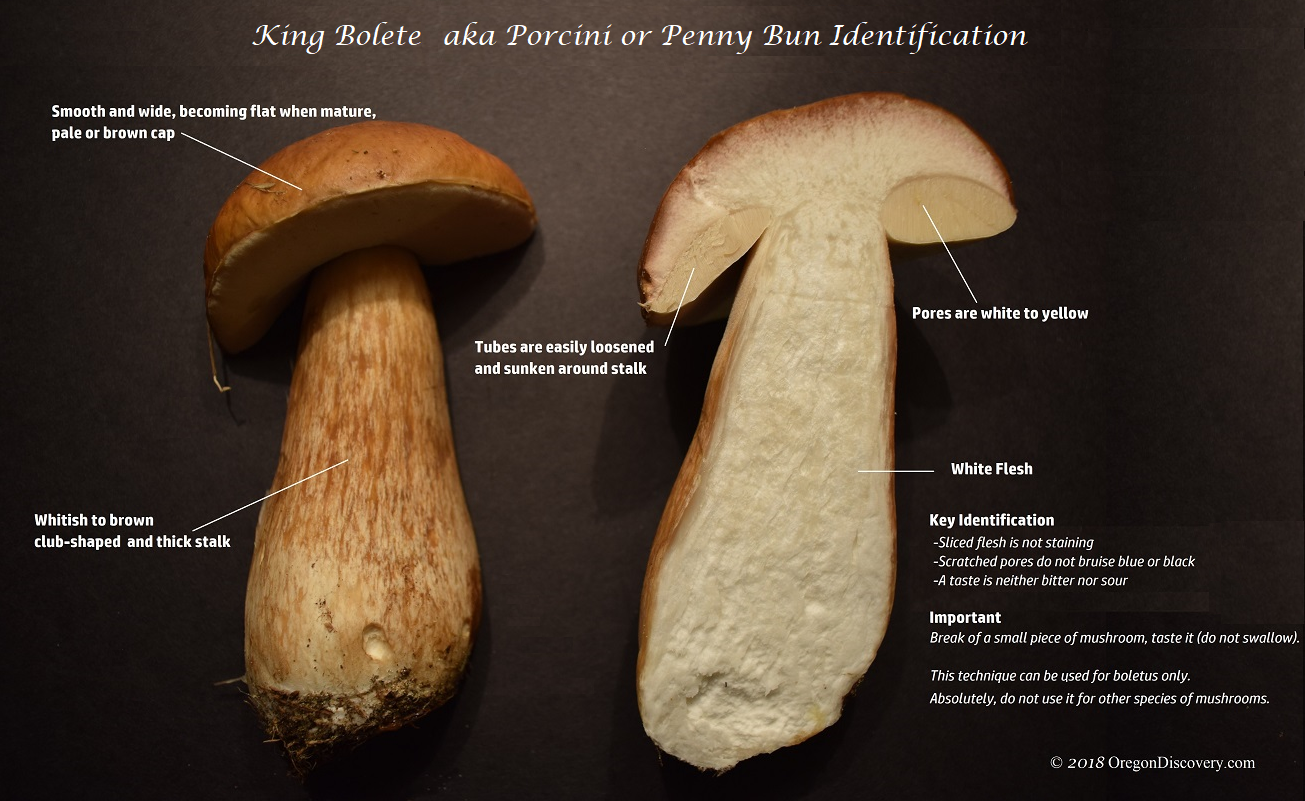 King Bolete aka Porcini or Penny Bun Identification
Smooth and wide, becoming flat when mature,
pale or brown cap
Tubes are easily loosened
and sunken around stalk
Pores are white to yellow
White Flesh
Whitish to brown
club-shaped and thick stalk
Key Identification
-Sliced flesh is not staining
-Scratched pores do not bruise blue or black
-A taste is neither bitter nor sour
Important
Break of a small piece of mushroom, taste it (do not swallow).
This technique can be used for boletus only.
Absolutely, do not use it for other species of mushrooms.
© 2018 OregonDiscovery.com